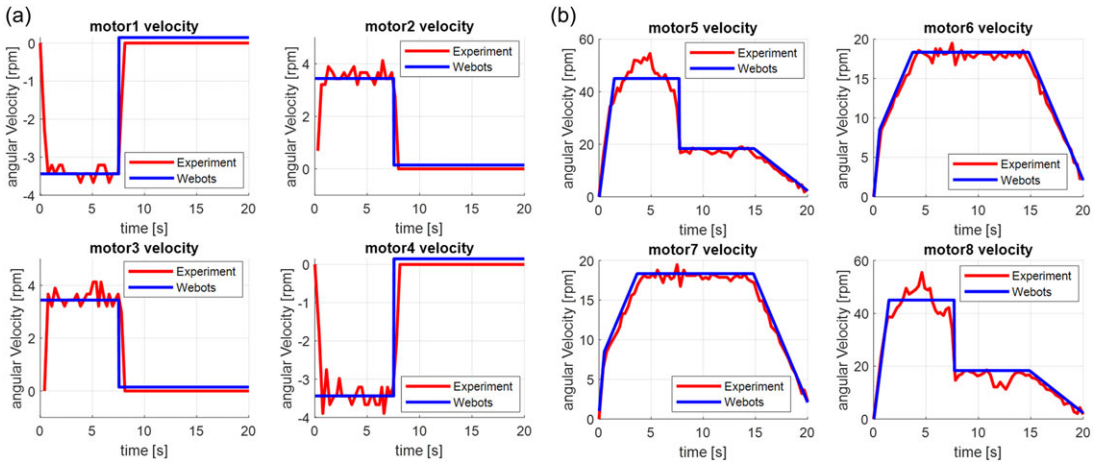 (a)
motor1 velocity
angular Velocity [rpm]
0
-1
-2
-3
-4
Experiment
Webots
0 5 10 15 20
time [s]
motor2 velocity
angular Velocity [rpm]
4
2
0
Experiment
Webots
0 5 10 15 20
time [s]
motor3 velocity
angular Velocity [rpm]
4
2
0
Experiment
Webots
0 5 10 15 20
time [s]
motor4 velocity
angular Velocity [rpm]
0
-1
-2
-3
-4
Experiment
Webots
0 5 10 15 20
time [s]
(b)
motor5 velocity
angular Velocity [rpm]
60
40
20
0
Experiment
Webots
0 5 10 15 20
time [s]
motor6 velocity
angular Velocity [rpm]
20
15
10
5
0
Experiment
Webots
0 5 10 15 20
time [s]
motor7 velocity
angular Velocity [rpm]
20
15
10
5
0
Experiment
Webots
0 5 10 15 20
time [s]
motor8 velocity
angular Velocity [rpm]
60
40
20
0
Experiment
Webots
0 5 10 15 20
time [s]